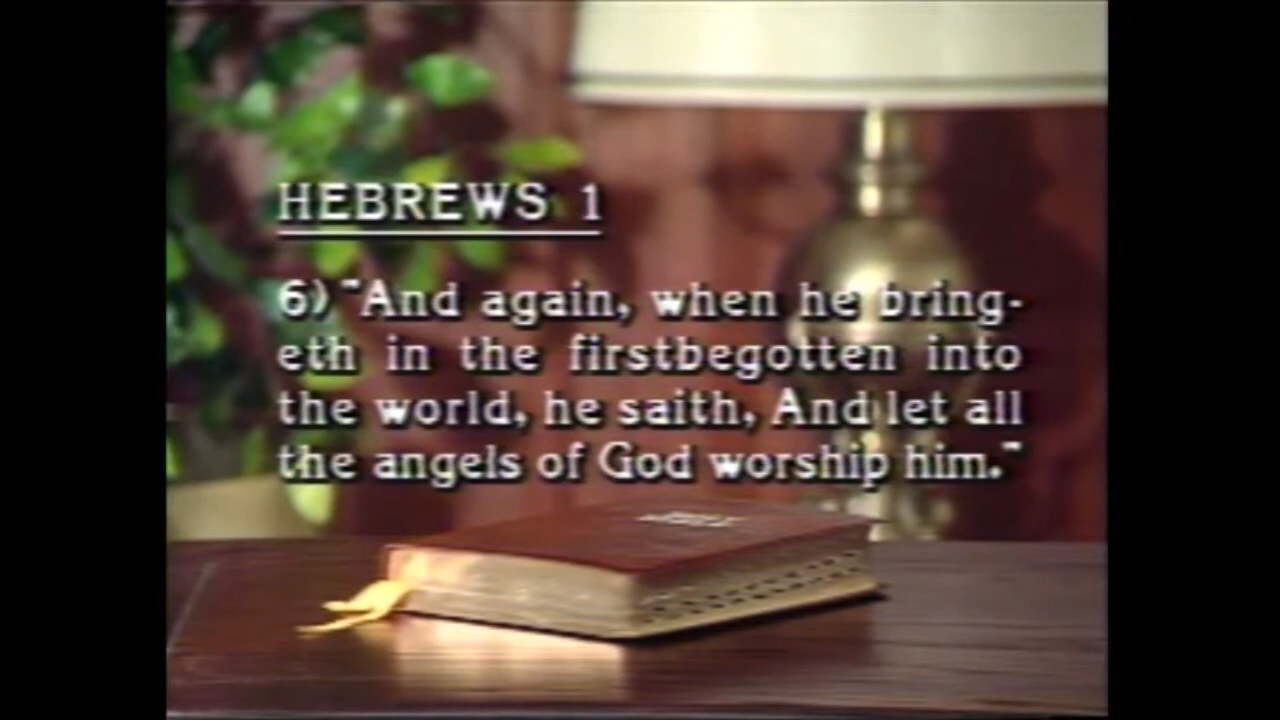 HEBREWS 1
6) "And again, when he bring-
eth in the firstbegotten into
the world, he saith, And let all
the angels of God worship him."